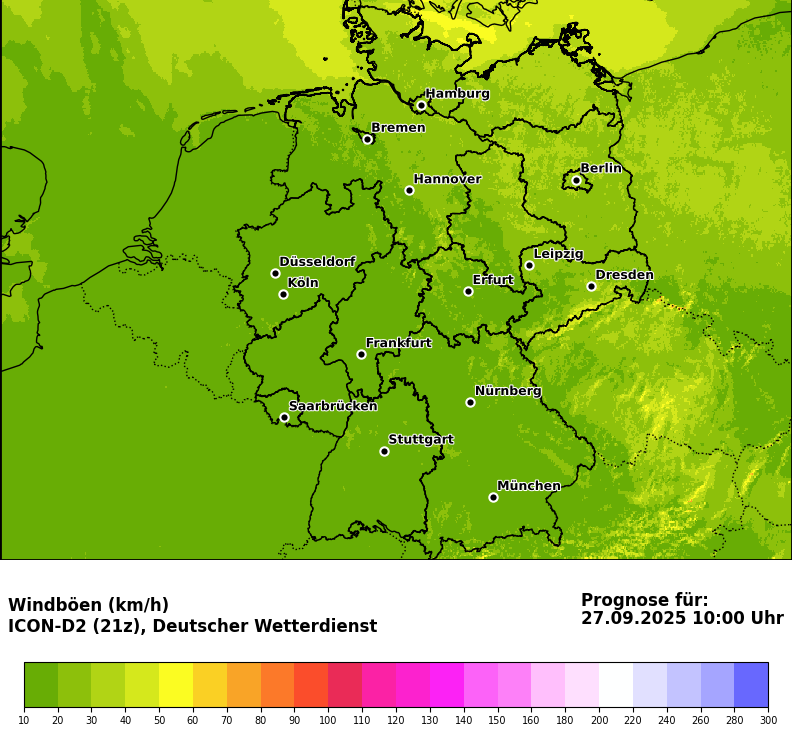 Hamburg
Bremen
Berlin
Hannover
Leipzig
Düsseldorf
Dresden
Köln
Erfurt
Frankfurt
Nürnberg
Saarbrücken
Stuttgart
München
Windböen (km/h)
ICON-D2 (21z), Deutscher Wetterdienst
Prognose für:
27.09.2025 10:00 Uhr
10 20 30 40 50 60 70 80 90 100 110 120 130 140 150 160 180 200 220 240 260 280 300